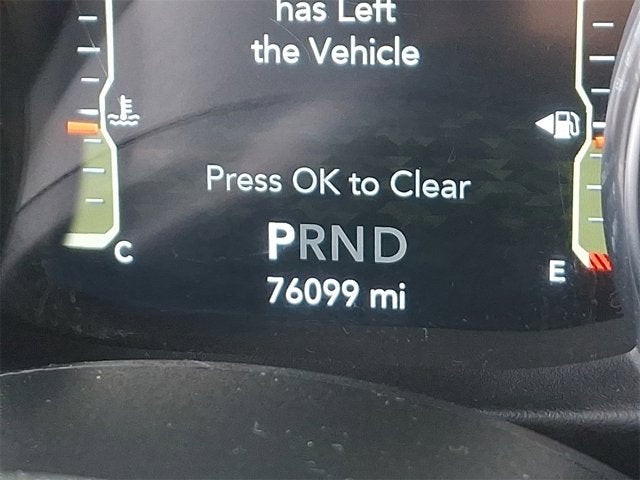 has Left
the Vehicle
Press OK to Clear
PRND
C
E
76099 mi